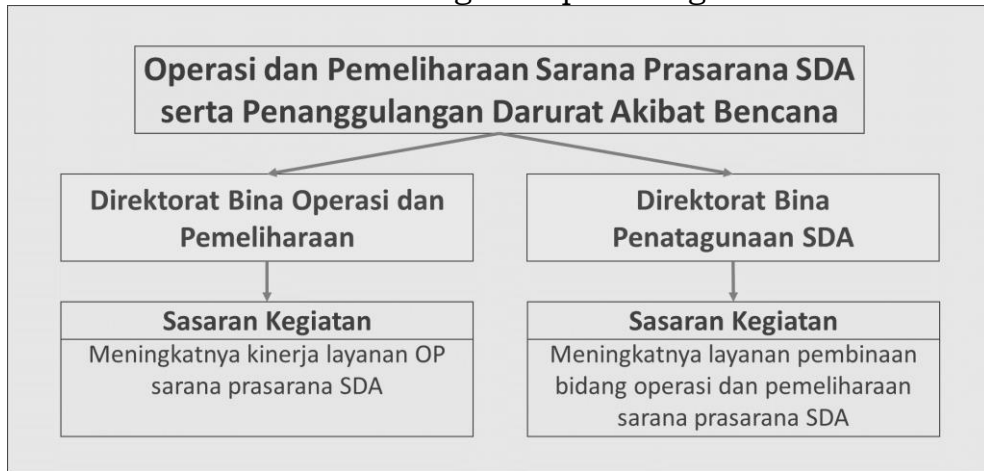 Operasi dan Pemeliharaan Sarana Prasarana SDA
serta Penanggulangan Darurat Akibat Bencana
Direktorat Bina Operasi dan
Pemeliharaan
Direktorat Bina
Penatagunaan SDA
Sasaran Kegiatan
Meningkatnya kinerja layanan OP
sarana prasarana SDA
Sasaran Kegiatan
Meningkatnya layanan pembinaan
bidang operasi dan pemeliharaan
sarana prasarana SDA